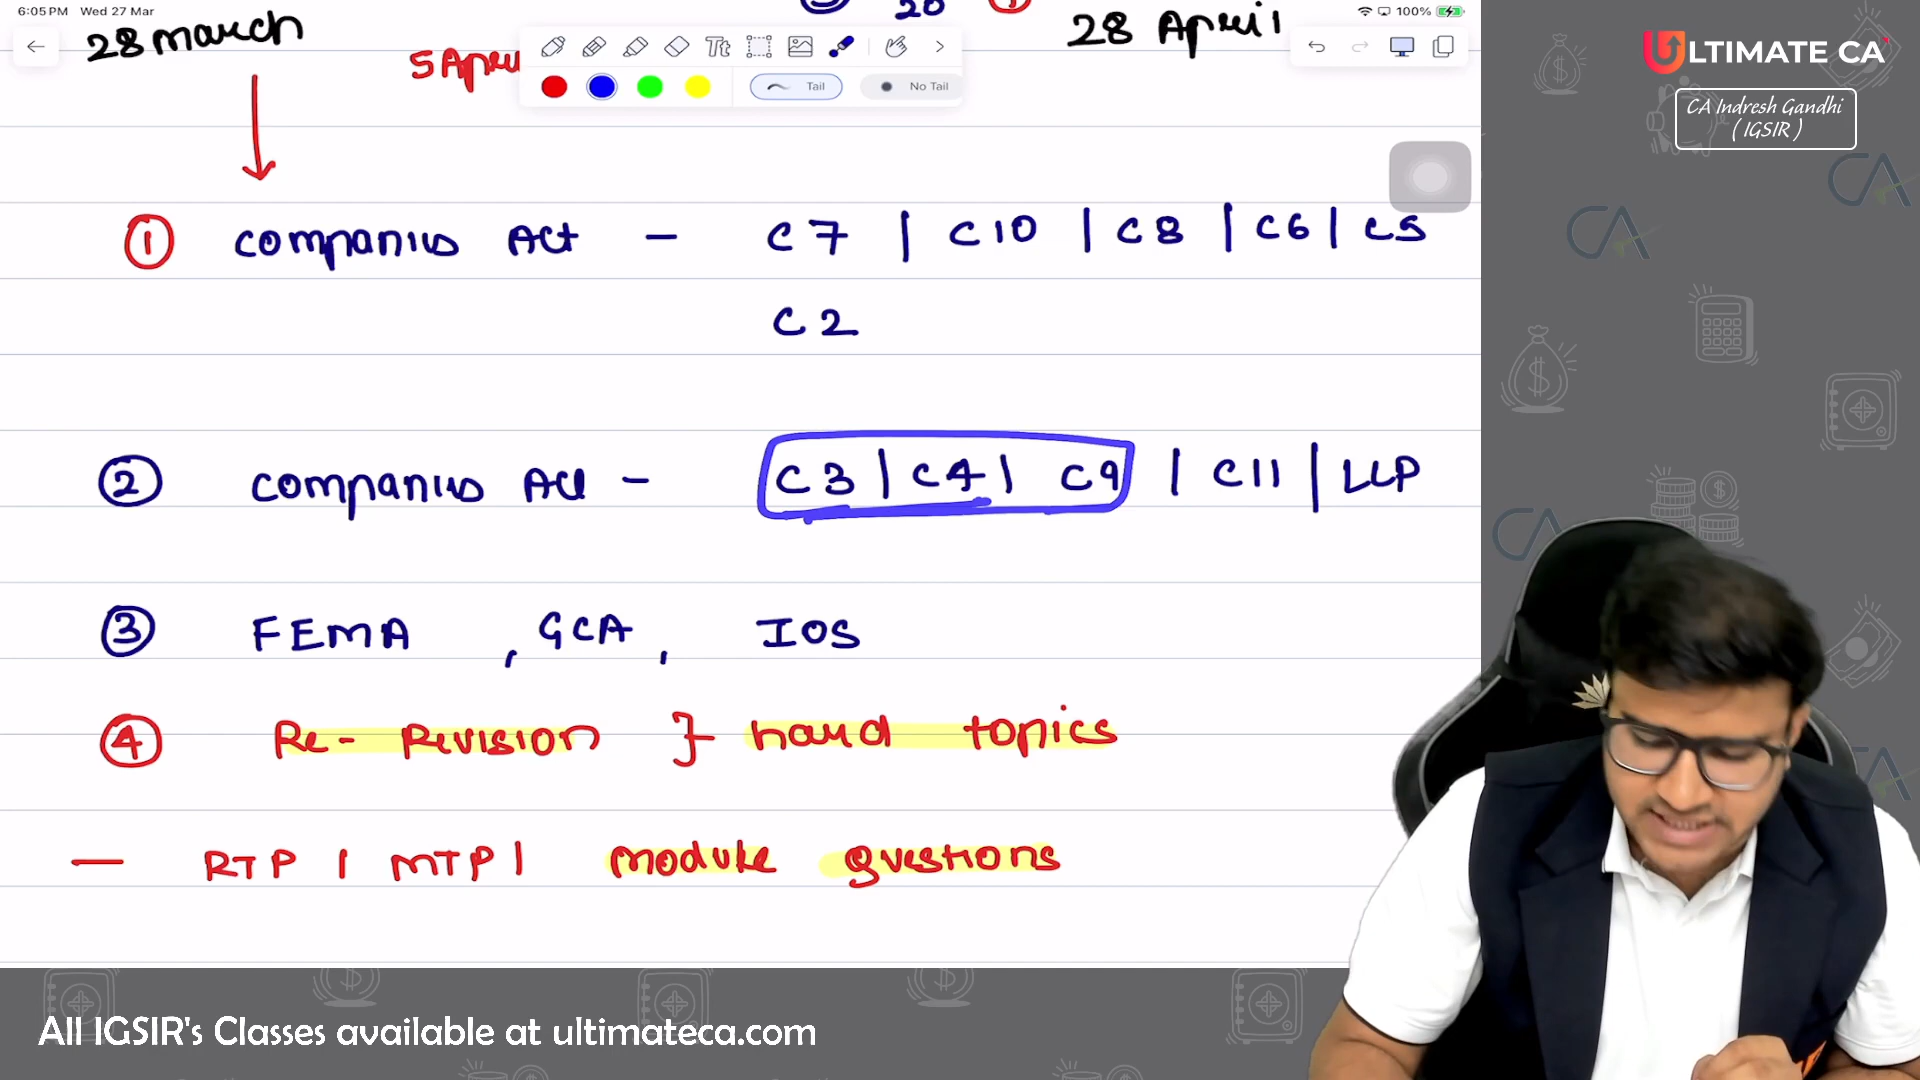 6:05 PM Wed 27 Mar
100%
28 march
5 April
20
28 April
Tt
Tail
No Tail
ULTIMATE CA
CA Indresh Gandhi
( IGSIR )
① Companies Act - C7 | C10 | C8 | C6 | C5
C2
② Companies Act - C3 | C4 | C9 | C11 | LLP
③ FEMA , GCA , IOS
④ Re- Revision } hard topics
— RTP | MTP | Module Questions
All IGSIR's Classes available at ultimateca.com